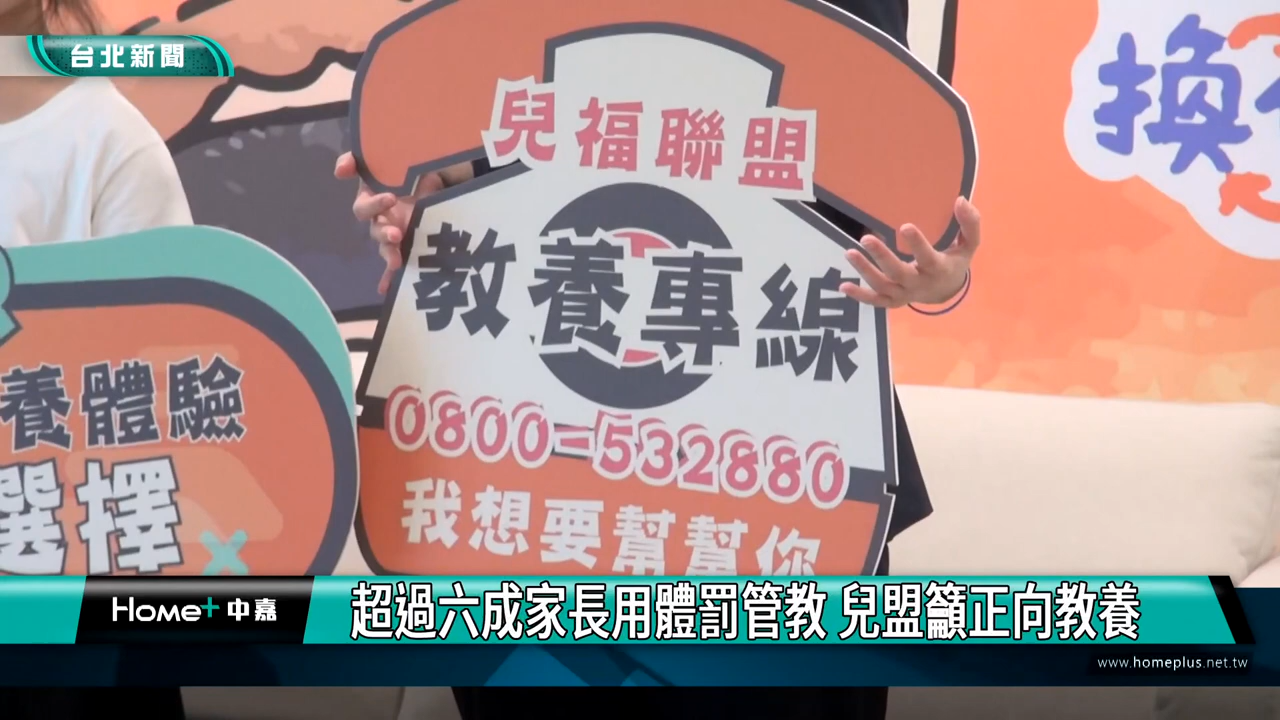 台北新聞
兒福聯盟
教養專線
0800-532880
我想要幫幫你
換
養體驗
選擇
Home+中嘉
超過六成家長用體罰管教 兒盟籲正向教養
www.homeplus.net.tw